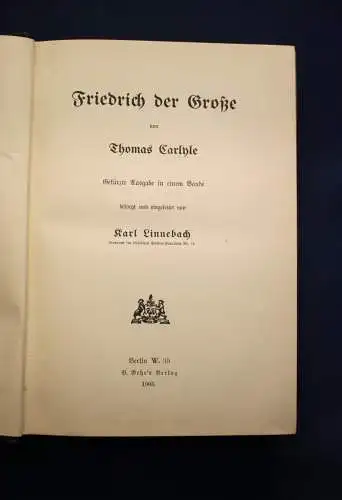 Friedrich der Große
von
Thomas Carlyle
Gekürzte Ausgabe in einem Bande
besorgt und eingeleitet von
Karl Linnebach
Berlin W. 35
B. Behr's Verlag
1905.